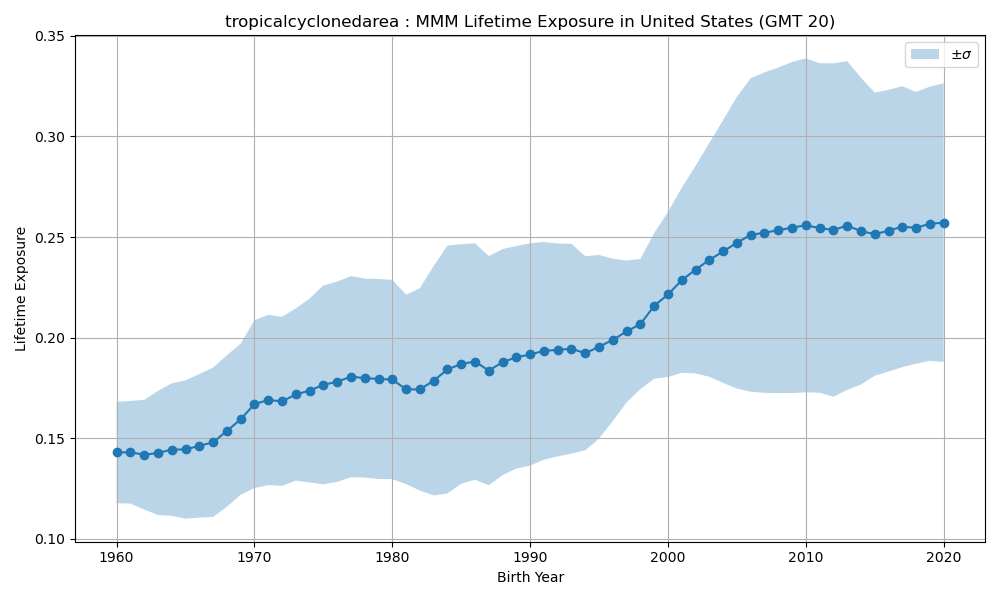 tropicalcyclonedarea : MMM Lifetime Exposure in United States (GMT 20)
±σ
0.35
0.30
0.25
0.20
0.15
0.10
Lifetime Exposure
1960 1970 1980 1990 2000 2010 2020
Birth Year